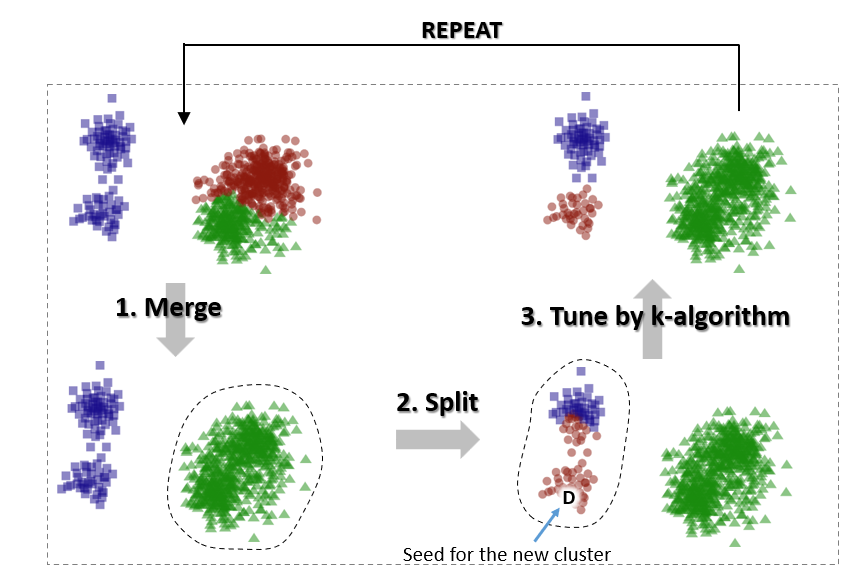 REPEAT
1. Merge
3. Tune by k-algorithm
2. Split
D
Seed for the new cluster